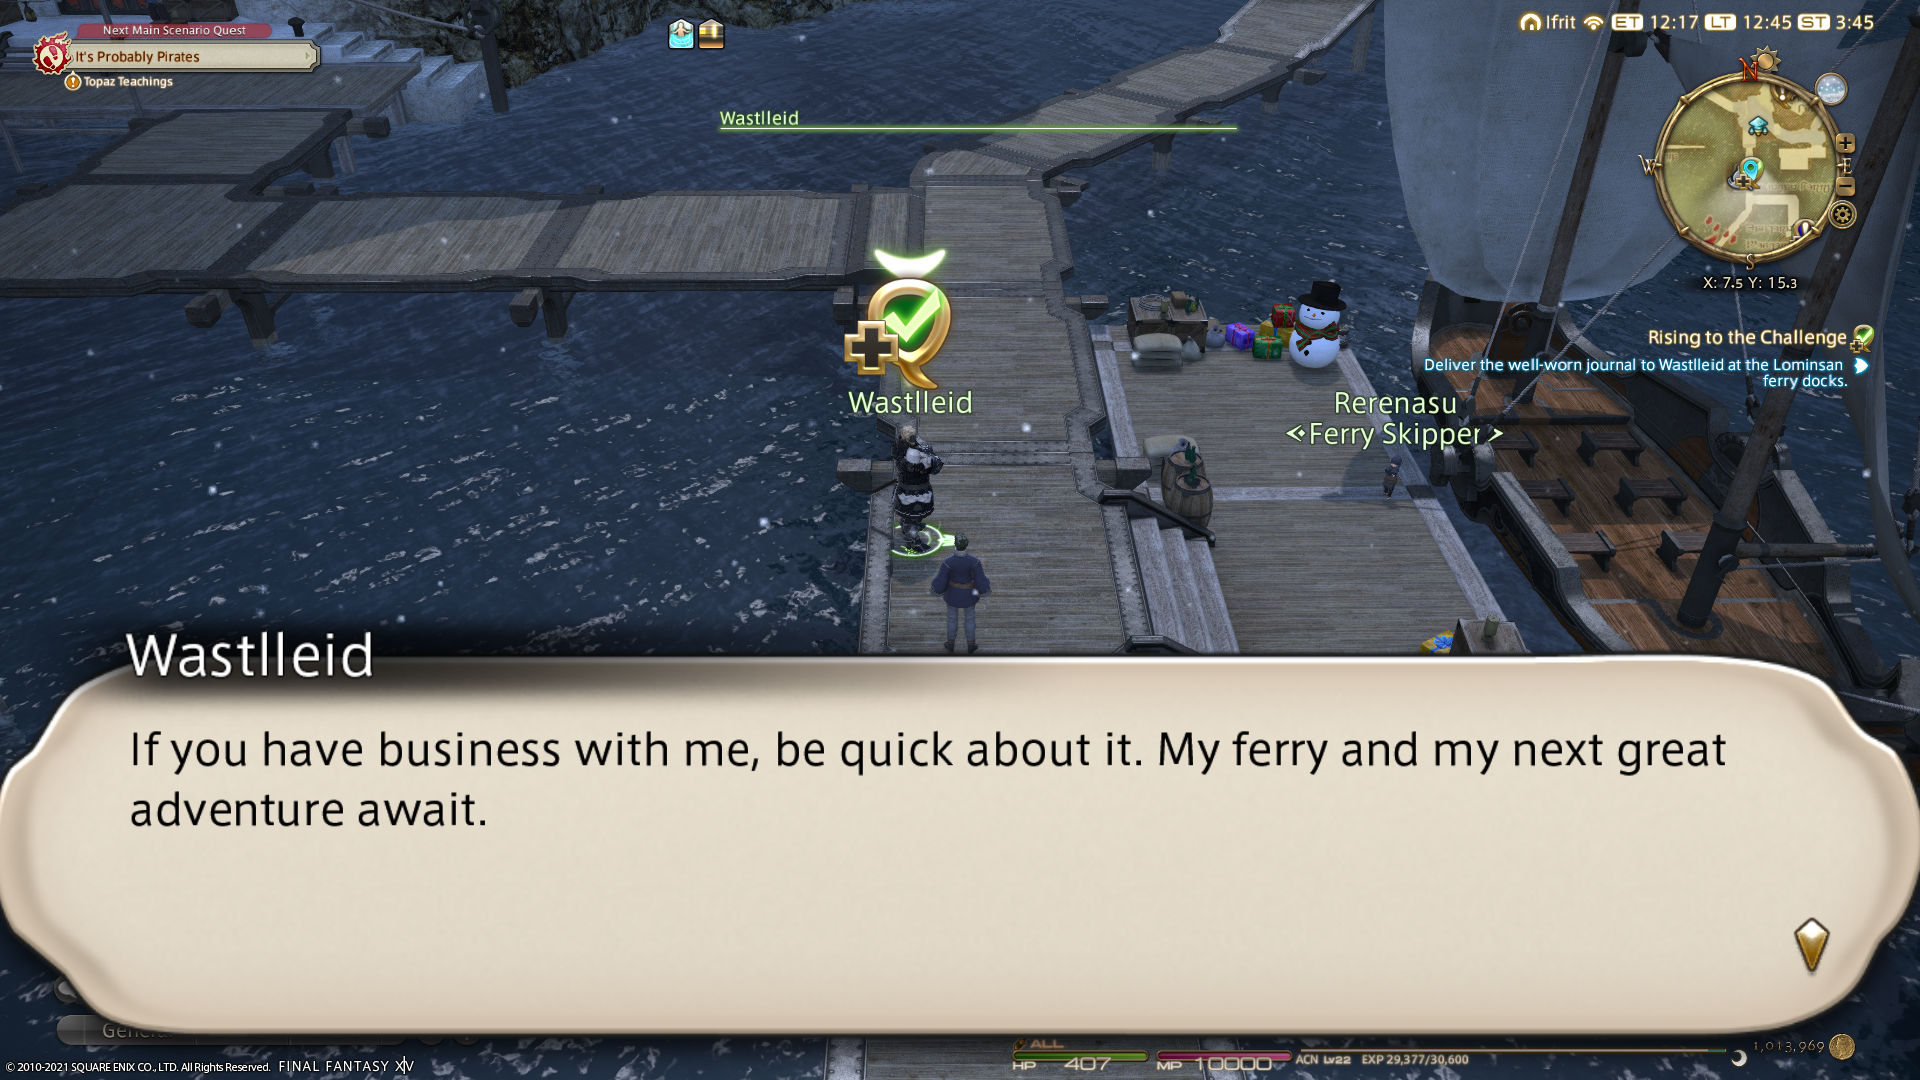 Next Main Scenario Quest
It's Probably Pirates
Topaz Teachings
Ifrit ET 12:17 LT 12:45 ST 3:45
Wastlleid
N
W
E
S
X: 7.5 Y: 15.3
Rising to the Challenge
Deliver the well-worn journal to Wastlleid at the Lominsan
ferry docks.
Wastlleid
Rerenasu
Ferry Skipper
Wastlleid
If you have business with me, be quick about it. My ferry and my next great
adventure await.
ALL
HP 407 MP 10000 ACN Lv22 EXP 29,377/30,600
1,013,969
© 2010-2021 SQUARE ENIX CO., LTD. All Rights Reserved. FINAL FANTASY XIV